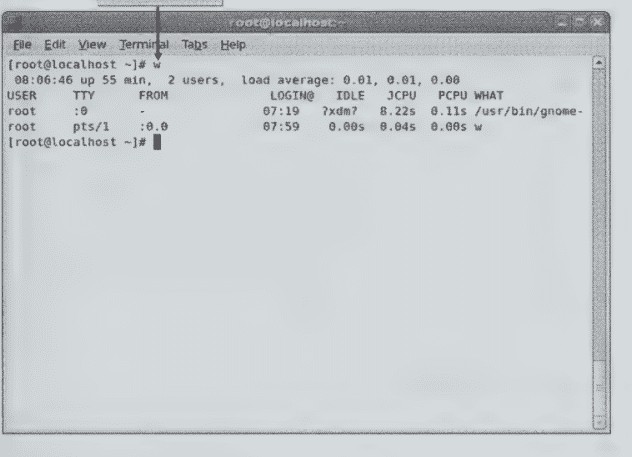 root@localhost:~
File Edit View Terminal Tabs Help
[root@localhost ~]# w
08:06:46 up 55 min, 2 users, load average: 0.01, 0.01, 0.00
USER TTY FROM LOGIN@ IDLE JCPU PCPU WHAT
root :0 - 07:19 ?xdm? 8.22s 0.11s /usr/bin/gnome-
root pts/1 :0.0 07:59 0.00s 0.04s 0.00s w
[root@localhost ~]#